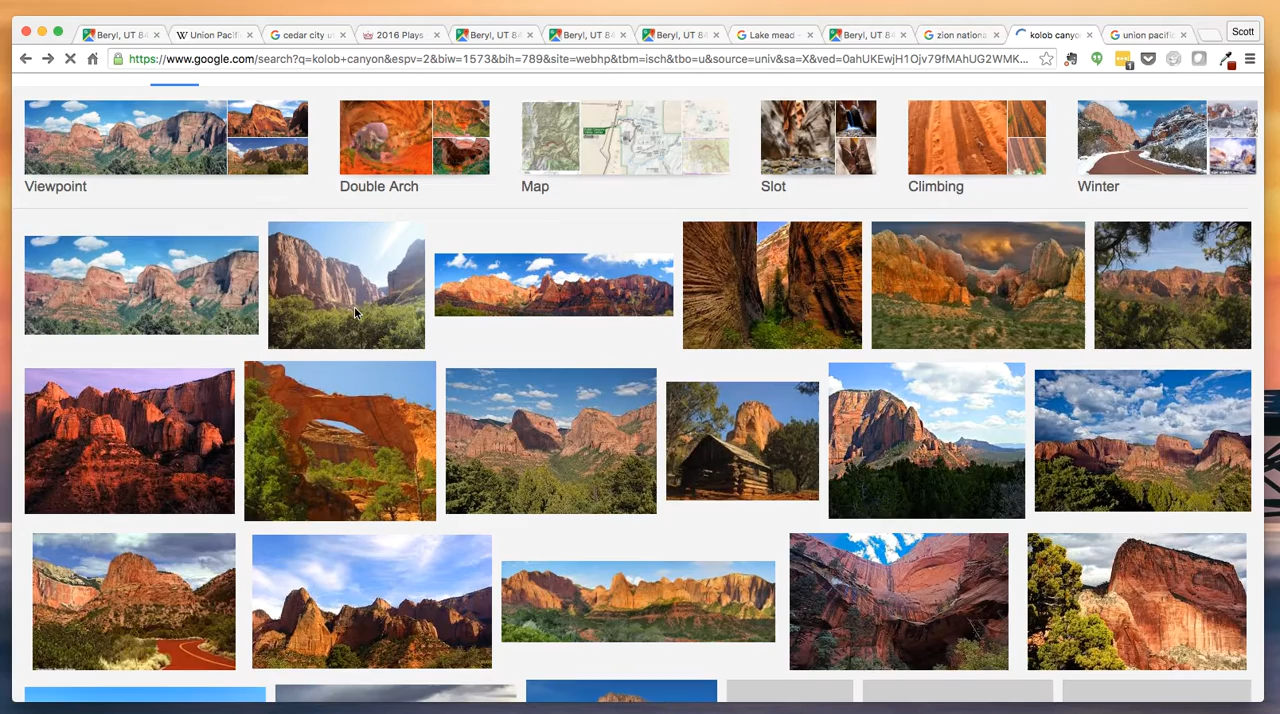 Beryl, UT 84
Union Pacif
cedar city u
2016 Plays
Beryl, UT 84
Beryl, UT 84
Beryl, UT 84
Lake mead
Beryl, UT 84
zion nationa
kolob canyo
union pacific
Scott
https://www.google.com/search?q=kolob+canyon&espv=2&biw=1573&bih=789&site=webhp&tbm=isch&tbo=u&source=univ&sa=X&ved=0ahUKEwjH1Ojv79fMAhUG2WMK...
1
Viewpoint
Double Arch
Map
Slot
Climbing
Winter